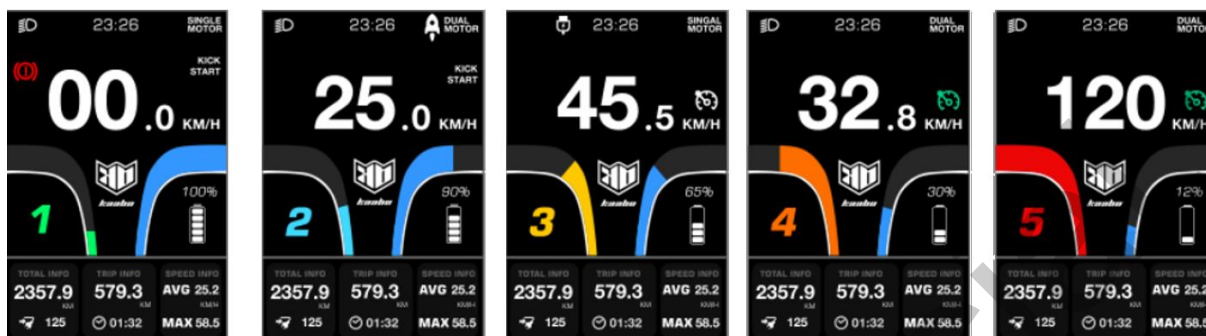 23:26
SINGLE
MOTOR
KICK
START
00.0 KM/H
kaabo
100%
1
TOTAL INFO TRIP INFO SPEED INFO
2357.9 KM 579.3 KM AVG 25.2 KM/H
125 01:32 MAX 58.5
23:26
DUAL
MOTOR
KICK
START
25.0 KM/H
kaabo
90%
2
TOTAL INFO TRIP INFO SPEED INFO
2357.9 KM 579.3 KM AVG 25.2 KM/H
125 01:32 MAX 58.5
23:26
SINGAL
MOTOR
45.5 KM/H
kaabo
65%
3
TOTAL INFO TRIP INFO SPEED INFO
2357.9 KM 579.3 KM AVG 25.2 KM/H
125 01:32 MAX 58.5
23:26
DUAL
MOTOR
32.8 KM/H
kaabo
30%
4
TOTAL INFO TRIP INFO SPEED INFO
2357.9 KM 579.3 KM AVG 25.2 KM/H
125 01:32 MAX 58.5
23:26
DUAL
MOTOR
120 KM/H
kaabo
12%
5
TOTAL INFO TRIP INFO SPEED INFO
2357.9 KM 579.3 KM AVG 25.2 KM/H
125 01:32 MAX 58.5